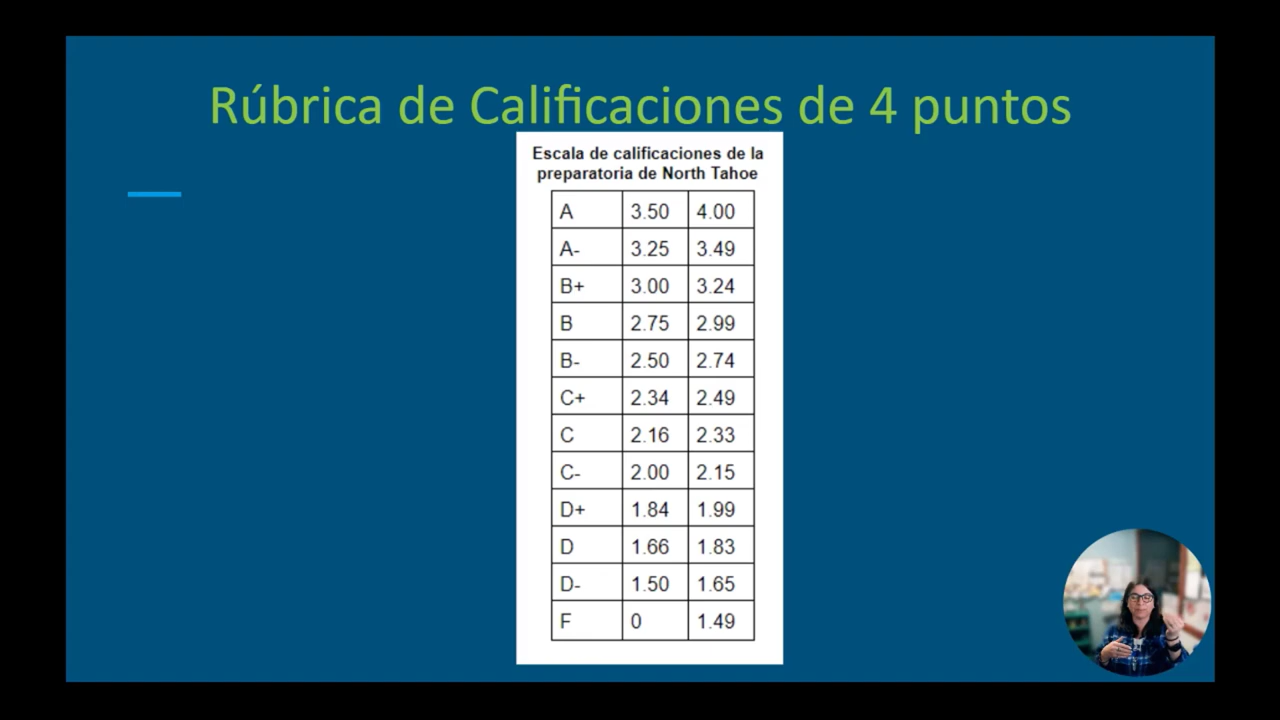 Rúbrica de Calificaciones de 4 puntos
Escala de calificaciones de la
preparatoria de North Tahoe
A 3.50 4.00
A- 3.25 3.49
B+ 3.00 3.24
B 2.75 2.99
B- 2.50 2.74
C+ 2.34 2.49
C 2.16 2.33
C- 2.00 2.15
D+ 1.84 1.99
D 1.66 1.83
D- 1.50 1.65
F 0 1.49